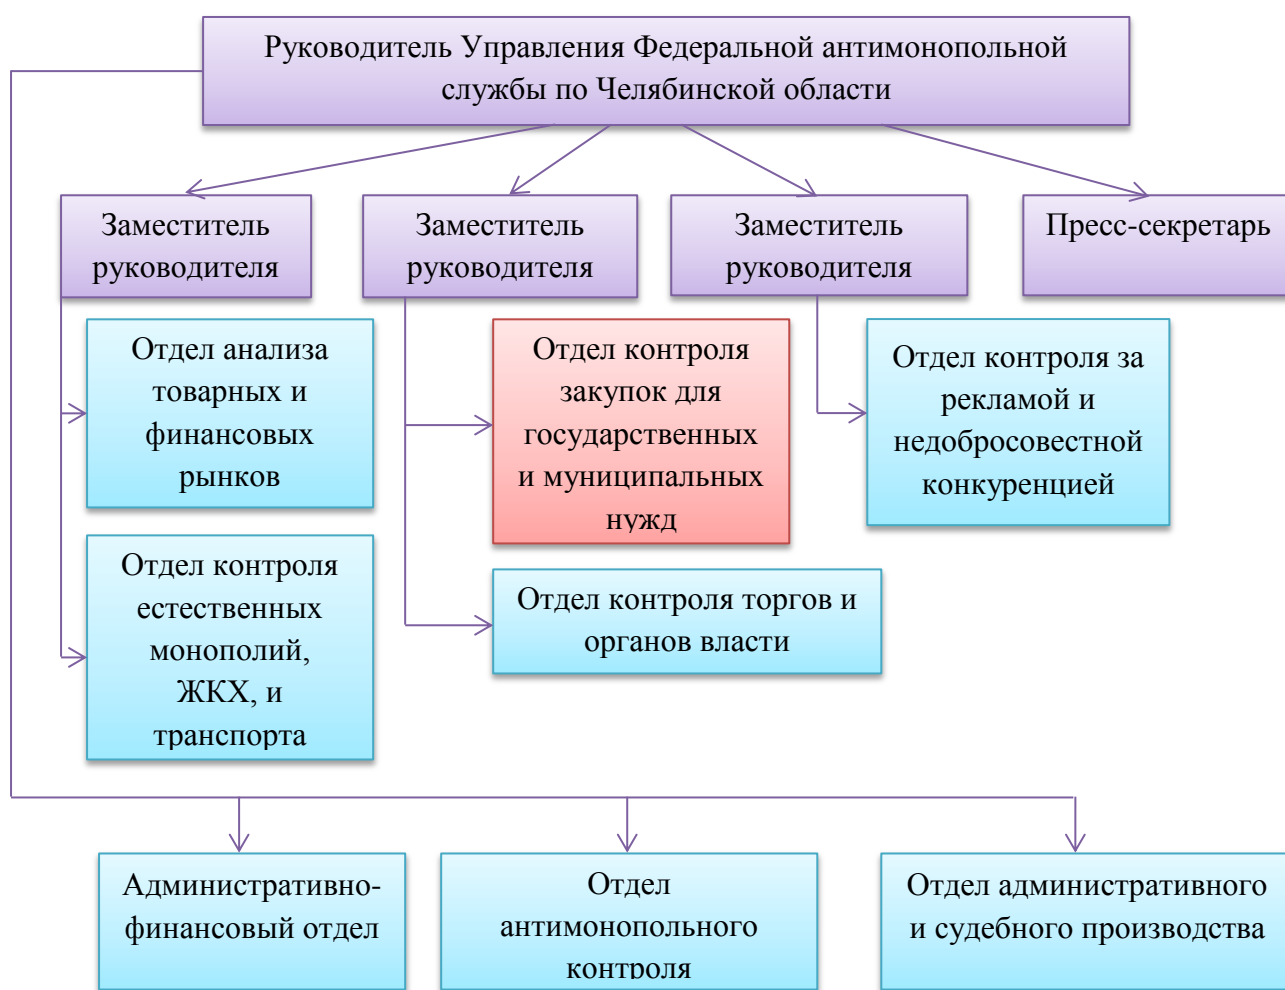 Руководитель Управления Федеральной антимонопольной
службы по Челябинской области
Заместитель
руководителя
Заместитель
руководителя
Заместитель
руководителя
Пресс-секретарь
Отдел анализа
товарных и
финансовых
рынков
Отдел контроля
закупок для
государственных
и муниципальных
нужд
Отдел контроля за
рекламой и
недобросовестной
конкуренцией
Отдел контроля
естественных
монополий,
ЖКХ, и
транспорта
Отдел контроля торгов и
органов власти
Административно-
финансовый отдел
Отдел
антимонопольного
контроля
Отдел административного
и судебного производства